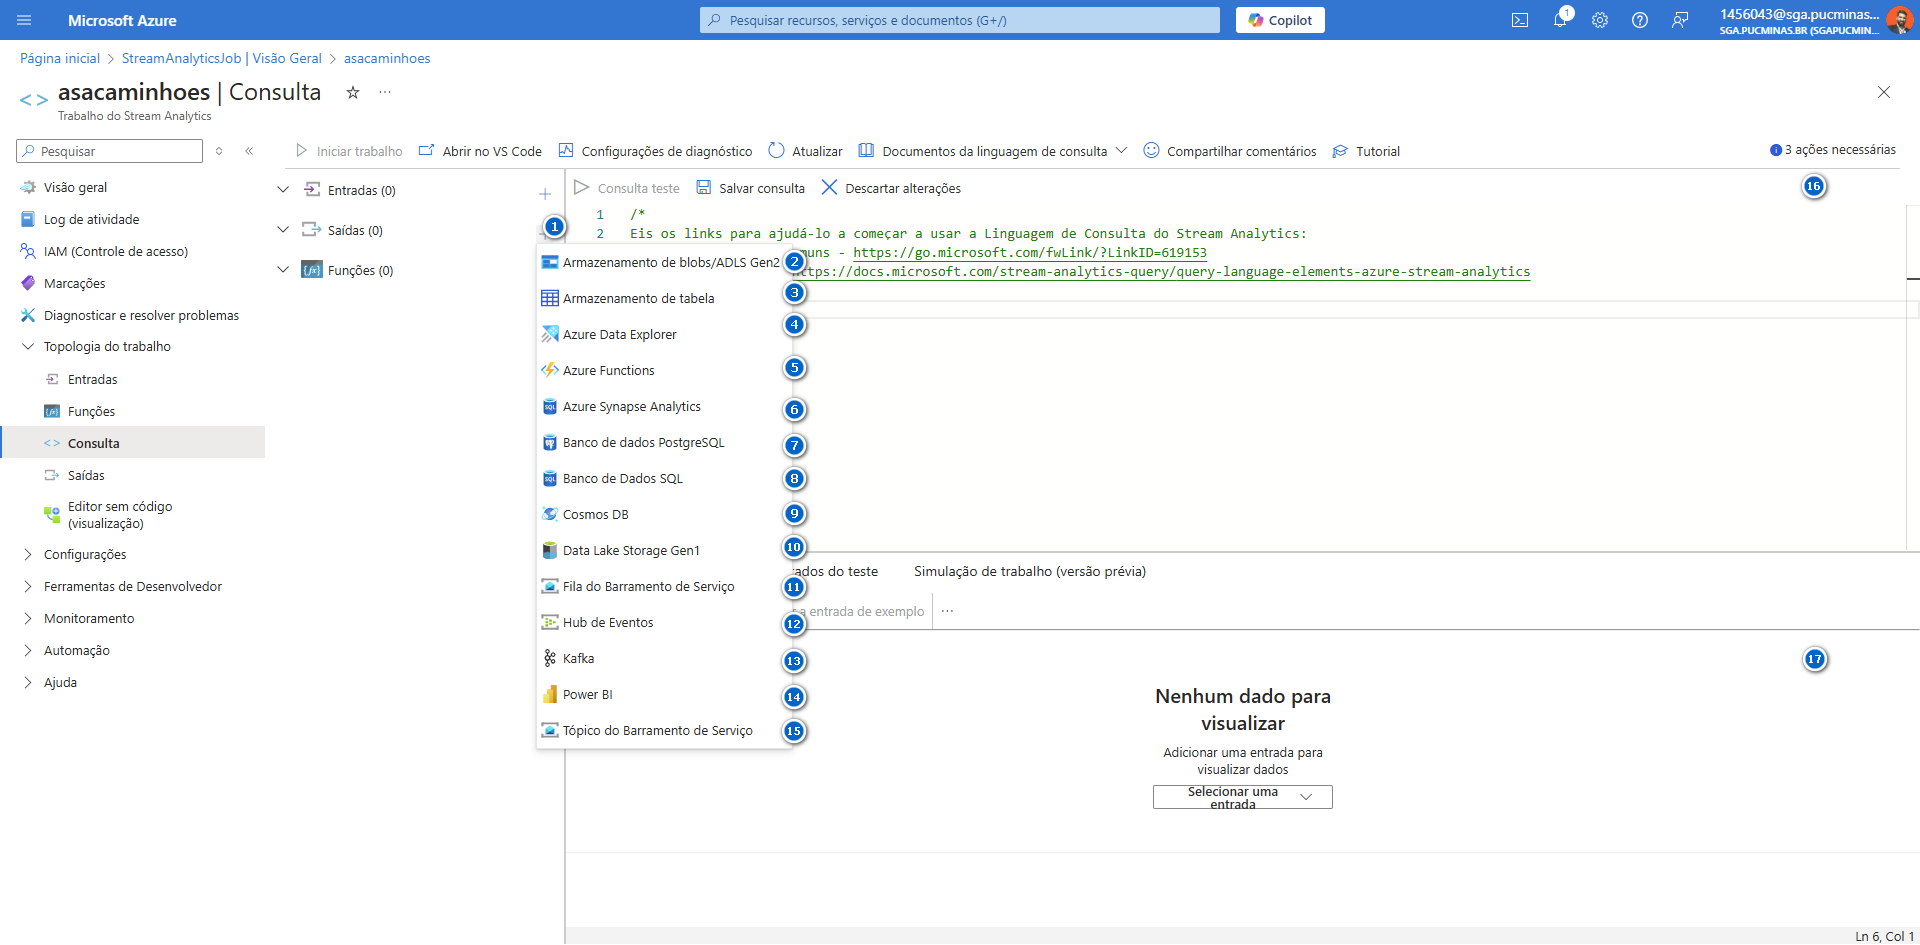 Microsoft Azure
Pesquisar recursos, serviços e documentos (G+/)
Copilot
1
1456043@sga.pucminas...
SGA.PUCMINAS.BR (SGAPUCMIN...
Página inicial > StreamAnalyticsJob | Visão Geral > asacaminhoes
<> asacaminhoes | Consulta ...
Trabalho do Stream Analytics
Pesquisar
Iniciar trabalho
Abrir no VS Code
Configurações de diagnóstico
Atualizar
Documentos da linguagem de consulta
Compartilhar comentários
Tutorial
3 ações necessárias
Visão geral
Log de atividade
IAM (Controle de acesso)
Marcações
Diagnosticar e resolver problemas
Topologia do trabalho
Entradas
Funções
Consulta
Saídas
Editor sem código
(visualização)
Configurações
Ferramentas de Desenvolvedor
Monitoramento
Automação
Ajuda
Entradas (0)
Saídas (0)
Funções (0)
1
Armazenamento de blobs/ADLS Gen2 2
Armazenamento de tabela 3
Azure Data Explorer 4
Azure Functions 5
Azure Synapse Analytics 6
Banco de dados PostgreSQL 7
Banco de Dados SQL 8
Cosmos DB 9
Data Lake Storage Gen1 10
Fila do Barramento de Serviço 11
Hub de Eventos 12
Kafka 13
Power BI 14
Tópico do Barramento de Serviço 15
Consulta teste
Salvar consulta
Descartar alterações
16
1 /*
2 Eis os links para ajudá-lo a começar a usar a Linguagem de Consulta do Stream Analytics:
muns - https://go.microsoft.com/fwLink/?LinkID=619153
ttps://docs.microsoft.com/stream-analytics-query/query-language-elements-azure-stream-analytics
ados do teste
Simulação de trabalho (versão prévia)
r a entrada de exemplo
...
17
Nenhum dado para
visualizar
Adicionar uma entrada para
visualizar dados
Selecionar uma
entrada
Ln 6, Col 1